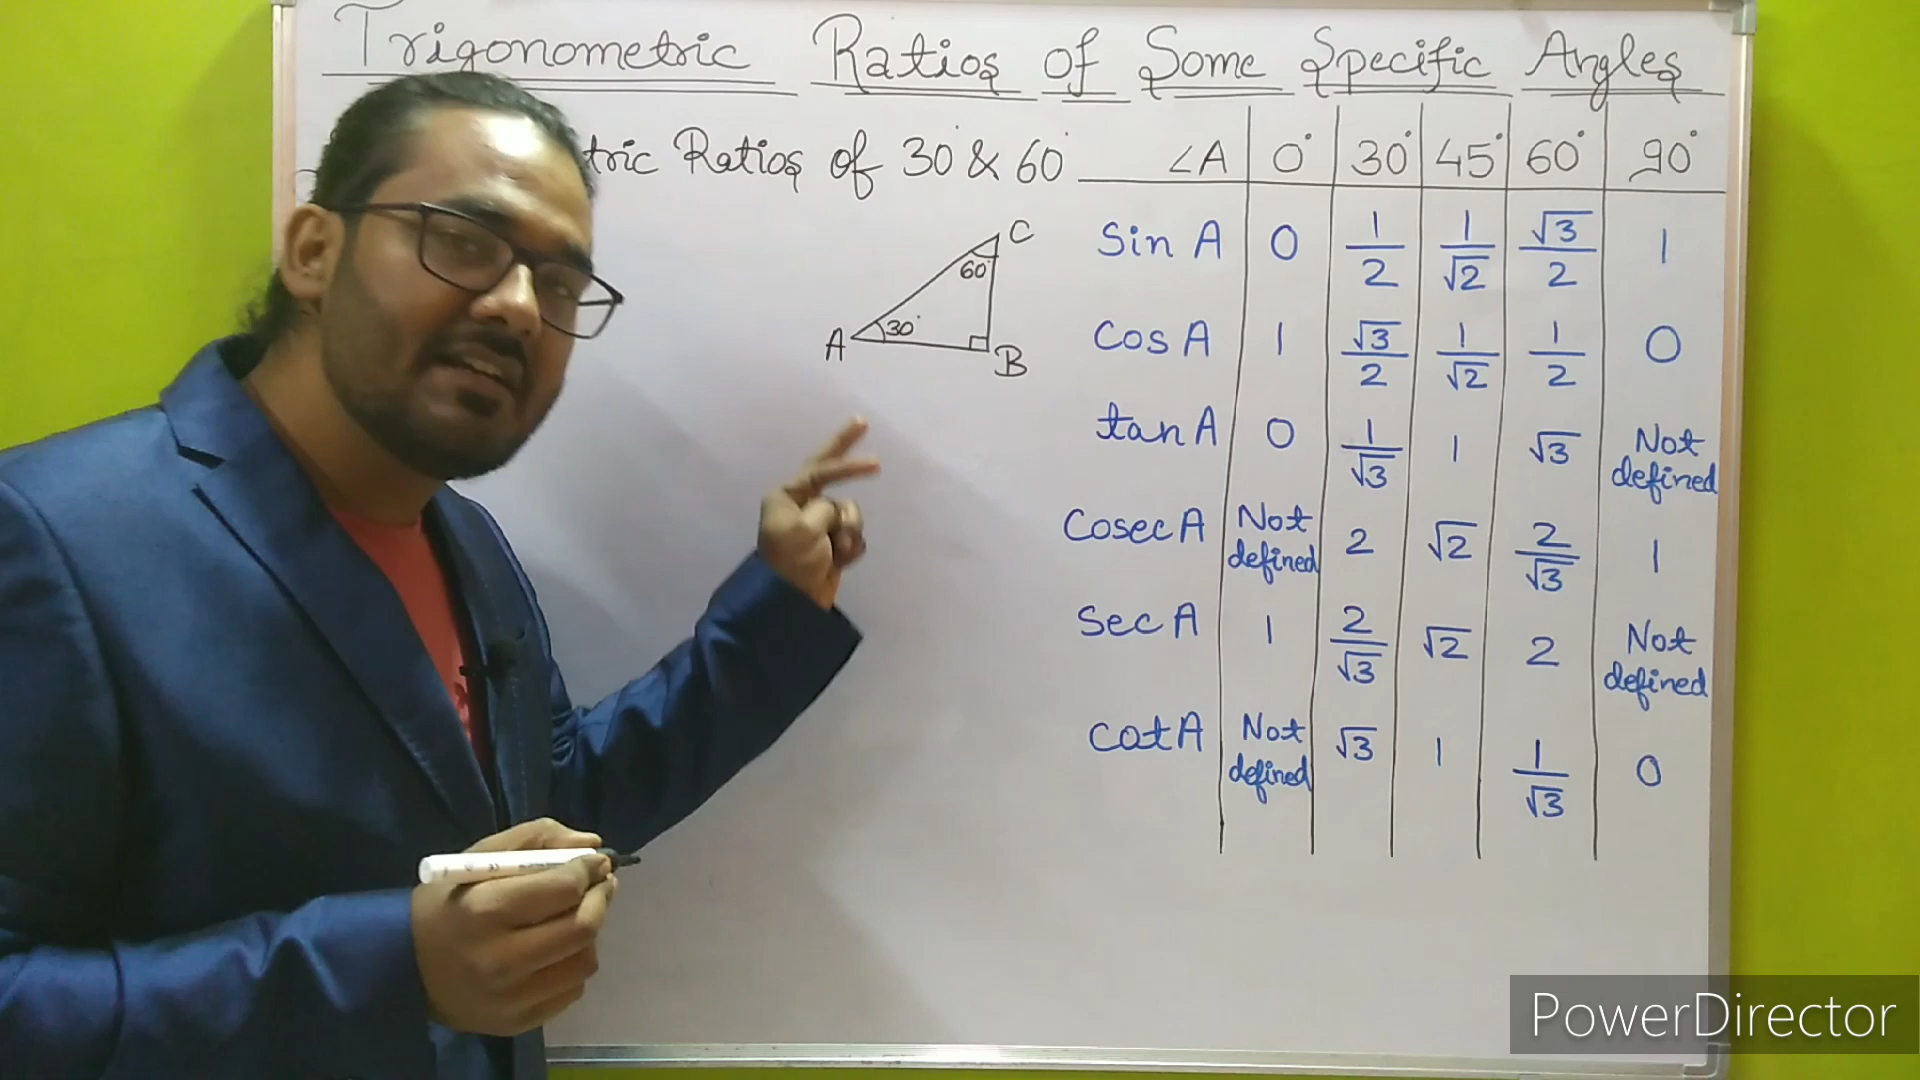 Trigonometric Ratios of Some Specific Angles
tric Ratios of 30° & 60°
C
60°
30°
A
B
∠A 0° 30° 45° 60° 90°
Sin A 0 1/2 1/√2 √3/2 1
Cos A 1 √3/2 1/√2 1/2 0
tan A 0 1/√3 1 √3 Not defined
Cosec A Not defined 2 √2 2/√3 1
Sec A 1 2/√3 √2 2 Not defined
Cot A Not defined √3 1 1/√3 0
PowerDirector